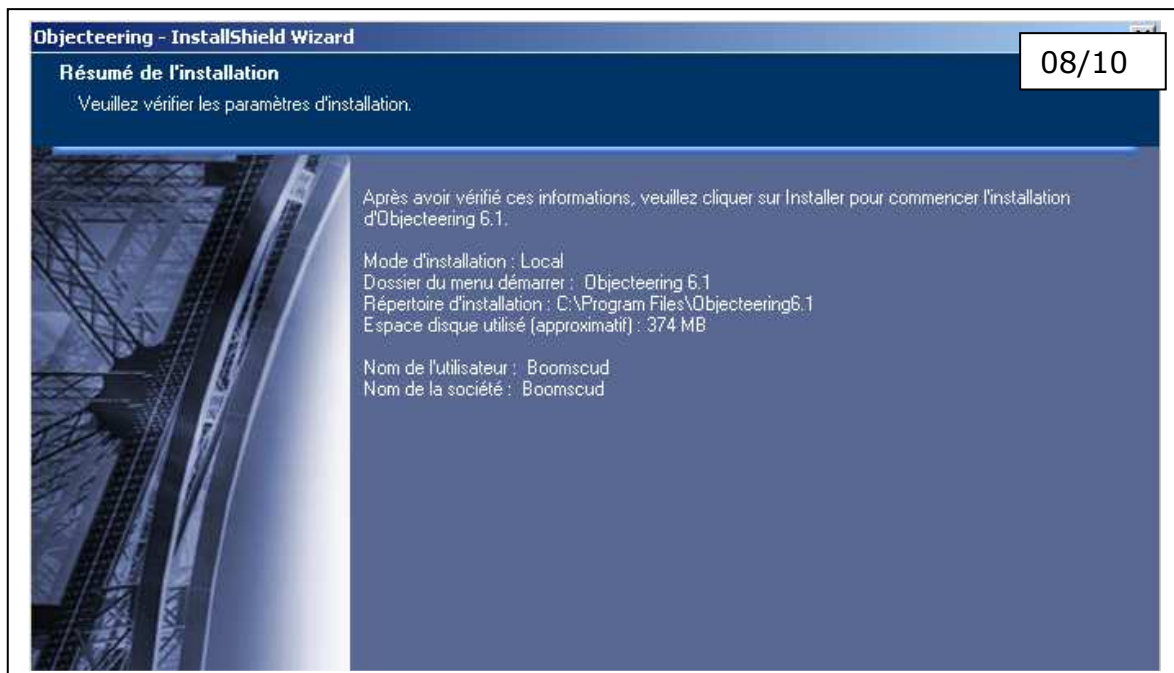 Objecteering - InstallShield Wizard
08/10
Résumé de l'installation
Veuillez vérifier les paramètres d'installation.
Après avoir vérifié ces informations, veuillez cliquer sur Installer pour commencer l'installation
d'Objecteering 6.1.
Mode d'installation : Local
Dossier du menu démarrer : Objecteering 6.1
Répertoire d'installation : C:\Program Files\Objecteering6.1
Espace disque utilisé (approximatif) : 374 MB
Nom de l'utilisateur : Boomscud
Nom de la société : Boomscud